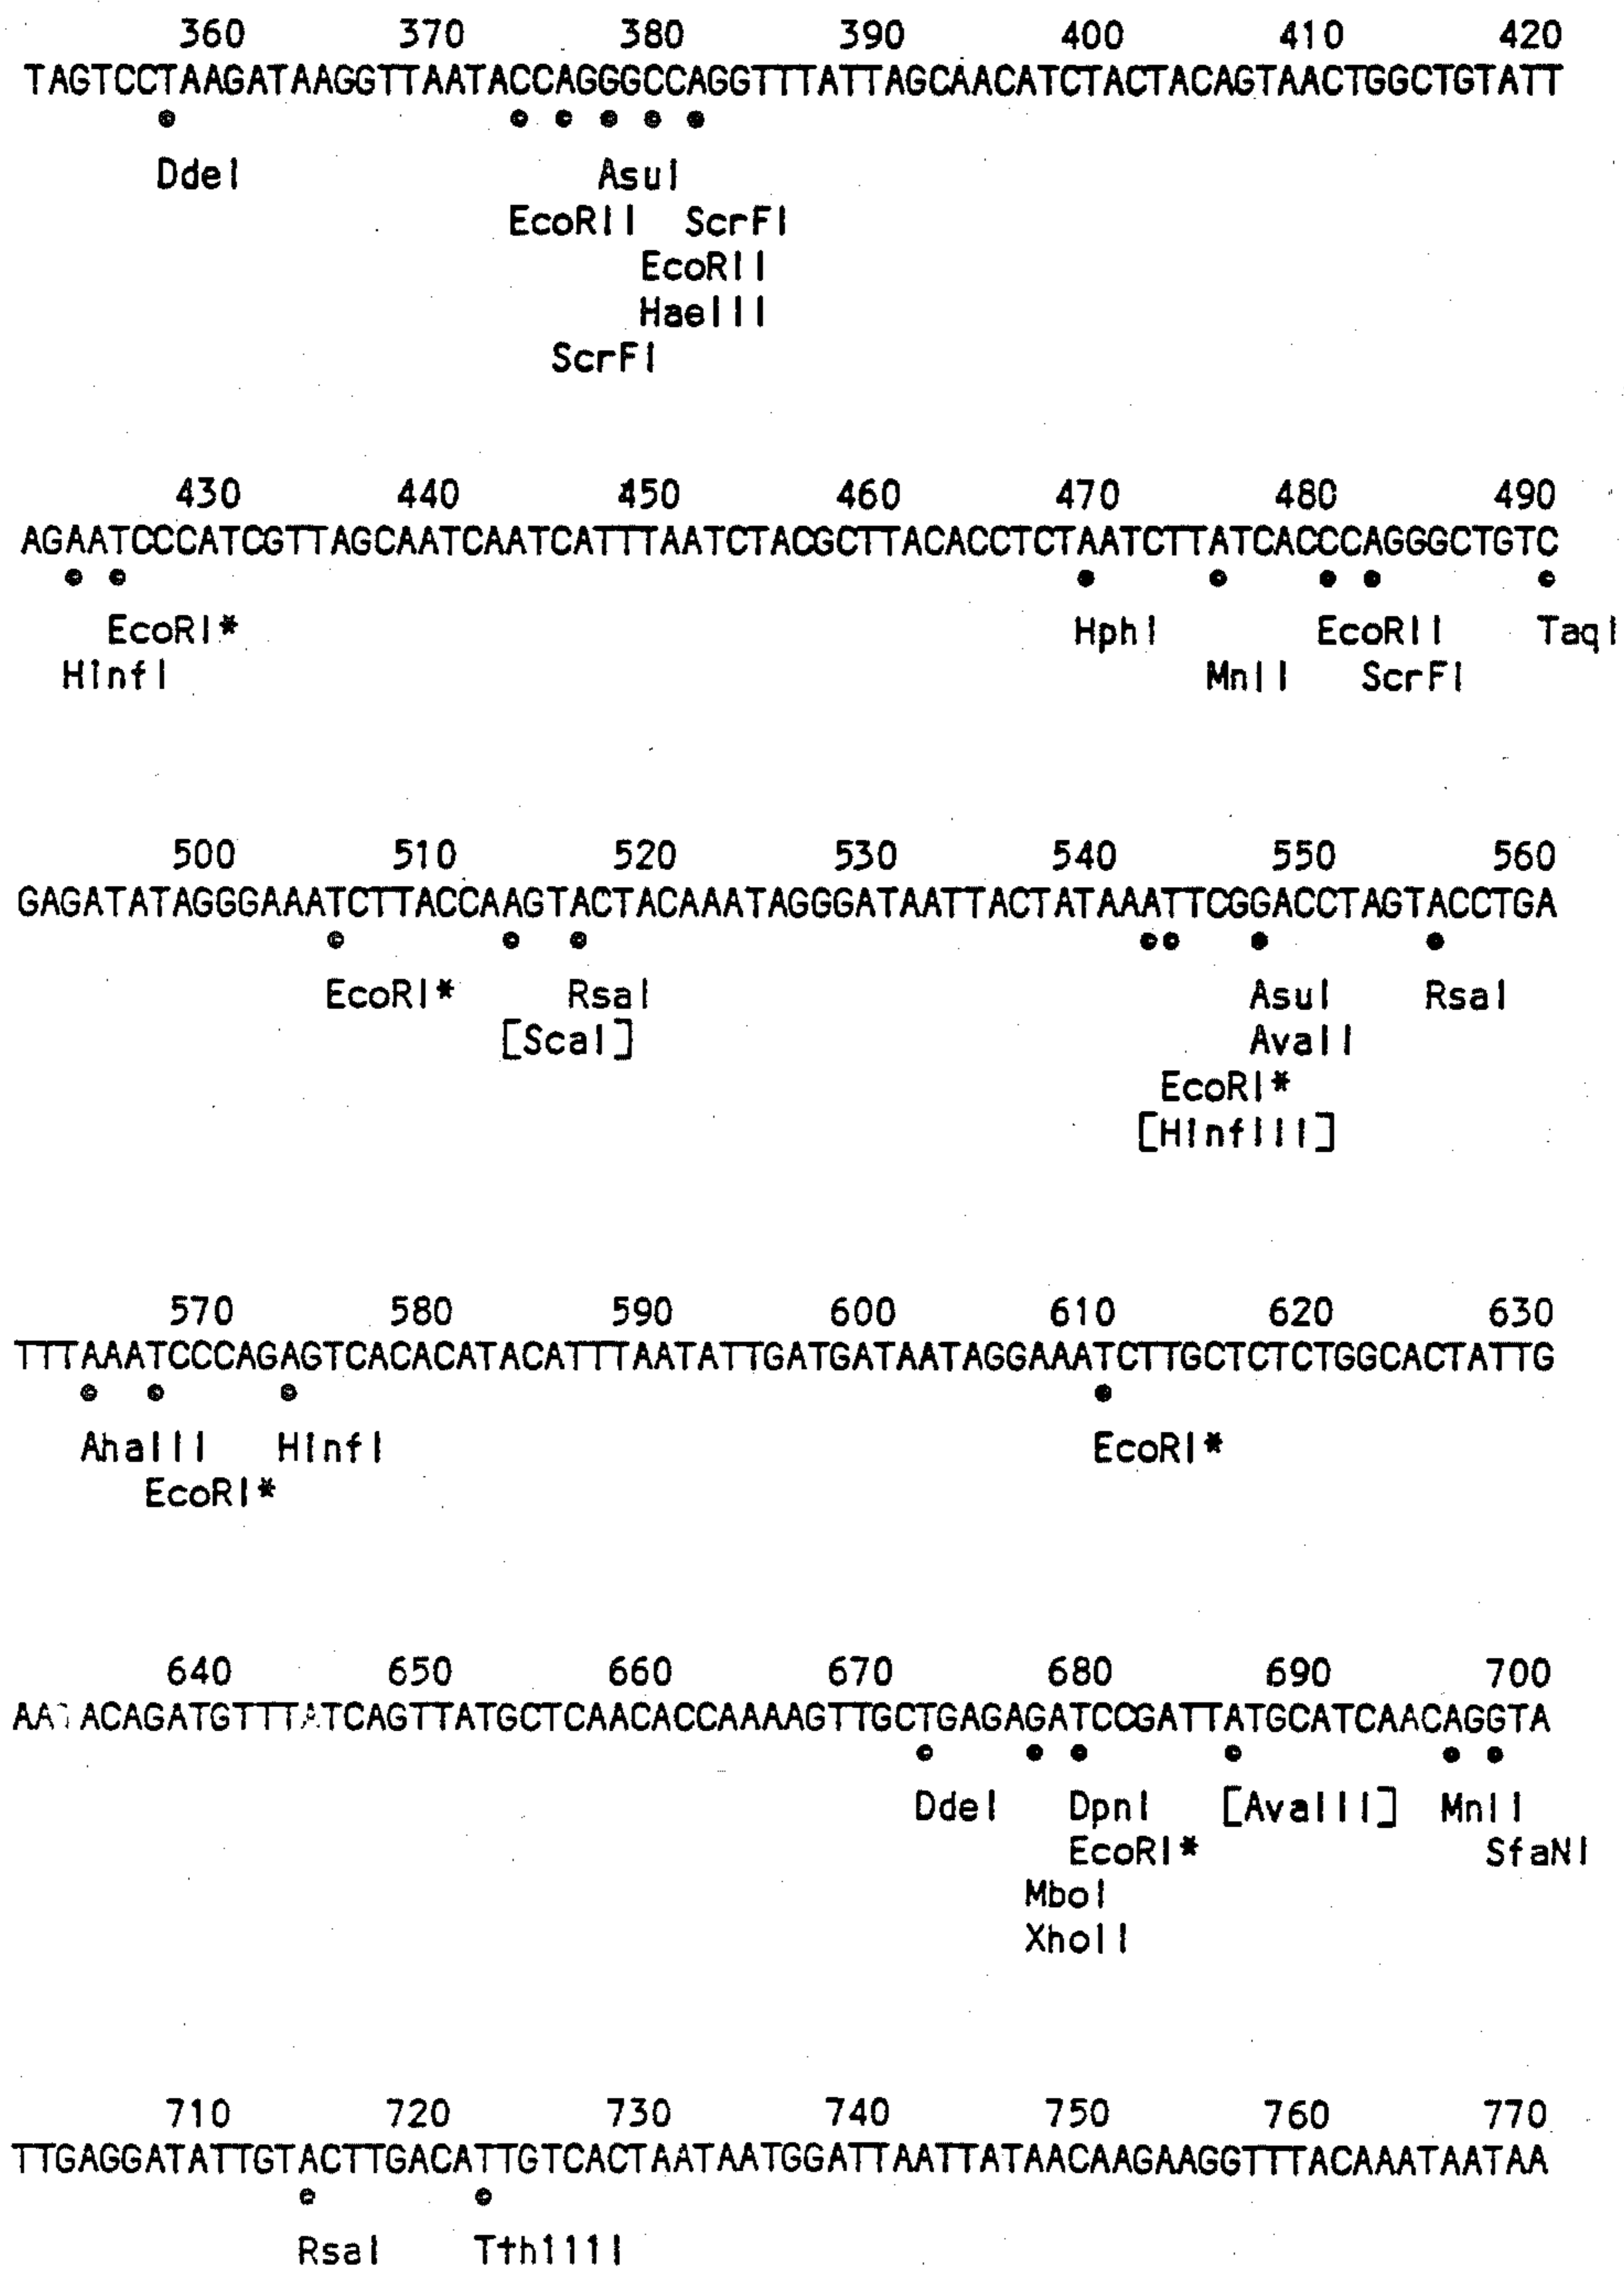 360 370 380 390 400 410 420
TAGTCCTAAGATAAGGTTAATACCAGGGCCAGGTTTATTAGCAACATCTACTACAGTAACTGGCTGTATT
DdeI AsuI
EcoRII ScrFI
EcoRII
HaeIII
ScrFI
430 440 450 460 470 480 490
AGAATCCCATCGTTAGCAATCAATCATTTAATCTACGCTTACACCTCTAATCTTATCACCCAGGGCTGTC
EcoRI* HphI EcoRII TaqI
HinfI MnlI ScrFI
500 510 520 530 540 550 560
GAGATATAGGGAAATCTTACCAAGTACTACAAATAGGGATAATTACTATAAATTCGGACCTAGTACCTGA
EcoRI* RsaI AsuI RsaI
[ScaI] AvaII
EcoRI*
[HinfIII]
570 580 590 600 610 620 630
TTTAAATCCCAGAGTCACACATACATTTAATATTGATGATAATAGGAAATCTTGCTCTCTGGCACTATTG
AhaIII HinfI EcoRI*
EcoRI*
640 650 660 670 680 690 700
ACAGATGTTTATCAGTTATGCTCAACACCAAAAGTTGCTGAGAGATCCGATTATGCATCAACAGGTA
DdeI DpnI [AvaIII] MnlI
EcoRI* SfaNI
MboI
XhoII
710 720 730 740 750 760 770
TTGAGGATATTGTACTTGACATTGTCACTAATAATGGATTAATTATAACAAGAAGGTTTACAAATAATAA
RsaI Tth111I